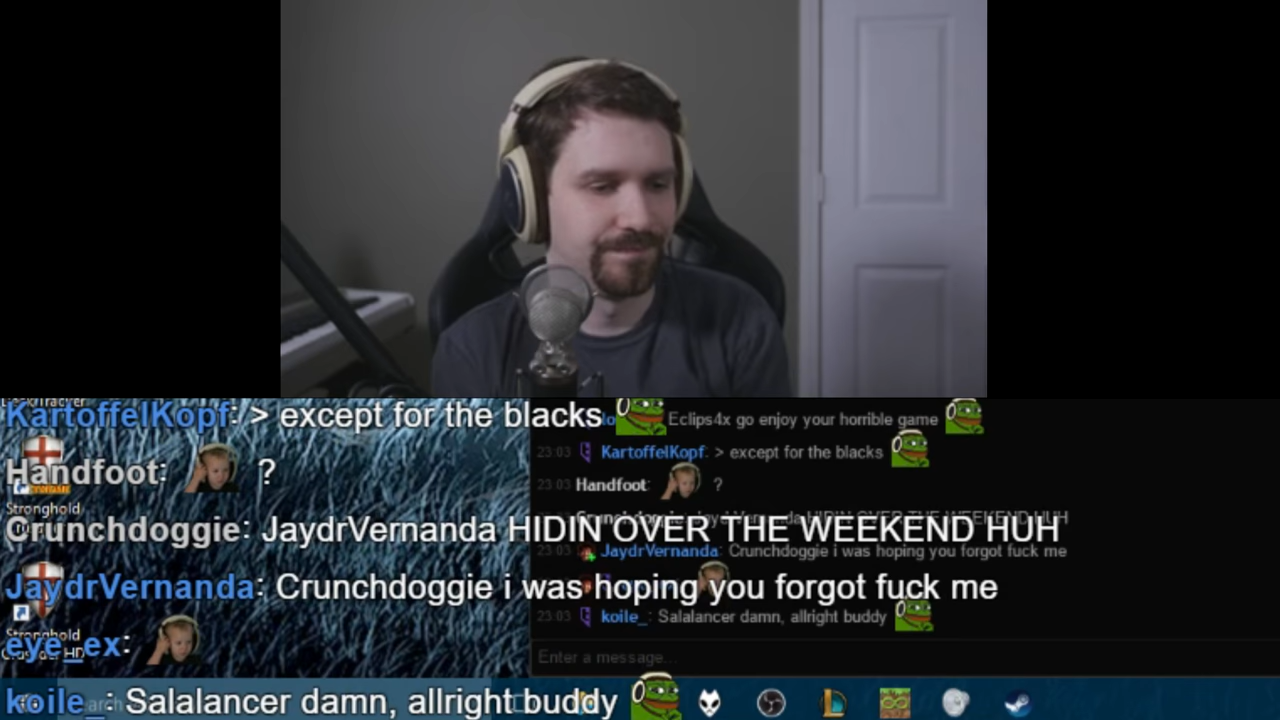 KartoffelKopf: > except for the blacks
Handfoot: ?
Crunchdoggie: JaydrVernanda HIDIN OVER THE WEEKEND HUH
JaydrVernanda: Crunchdoggie i was hoping you forgot fuck me
eye_ex:
koile_: Salalancer damn, allright buddy
Stronghold
Stronghold
Eclips4x go enjoy your horrible game
23:03 KartoffelKopf: > except for the blacks
23:03 Handfoot: ?
23:03 JaydrVernanda: Crunchdoggie i was hoping you forgot fuck me
23:03 koile_: Salalancer damn, allright buddy
Enter a message...